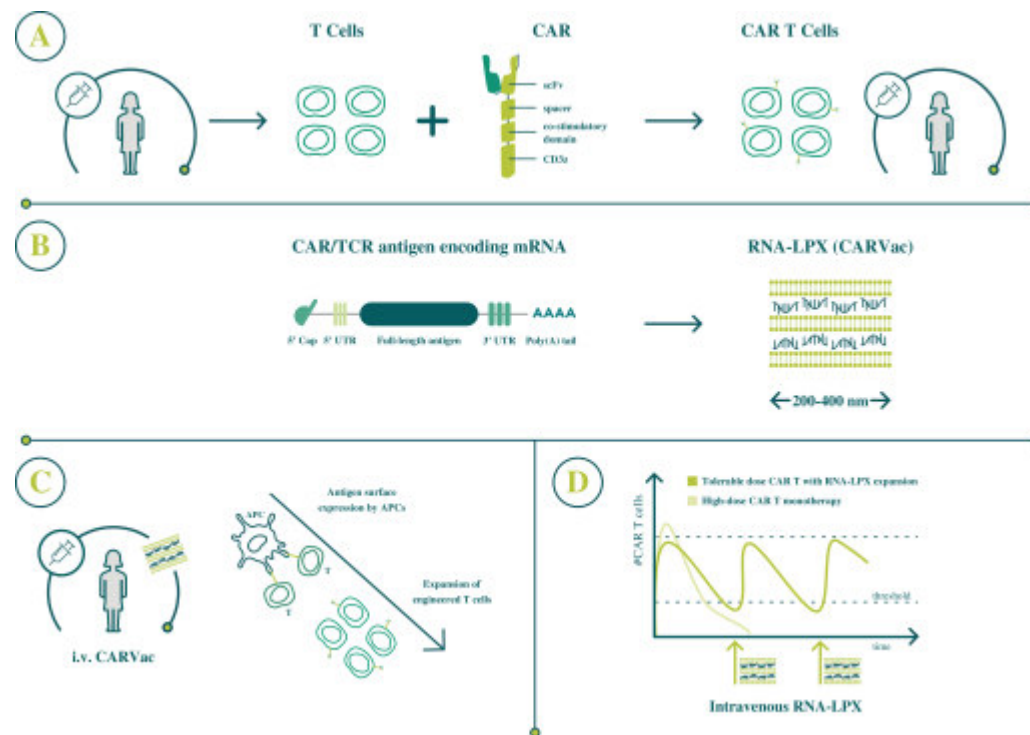 A
T Cells
CAR
CAR T Cells
scFv
spacer
co-stimulatory
domain
CD3z
B
CAR/TCR antigen encoding mRNA
RNA-LPX (CARVac)
AAAA
5' Cap
5' UTR
Full-length antigen
3' UTR
Poly(A) tail
200-400 nm
C
Antigen surface
expression by APCs
APC
T
T
Expansion of
engineered T cells
i.v. CARVac
D
Tolerable dose CAR T with RNA-LPX expansion
High-dose CAR T monotherapy
#CAR T cells
threshold
time
Intravenous RNA-LPX